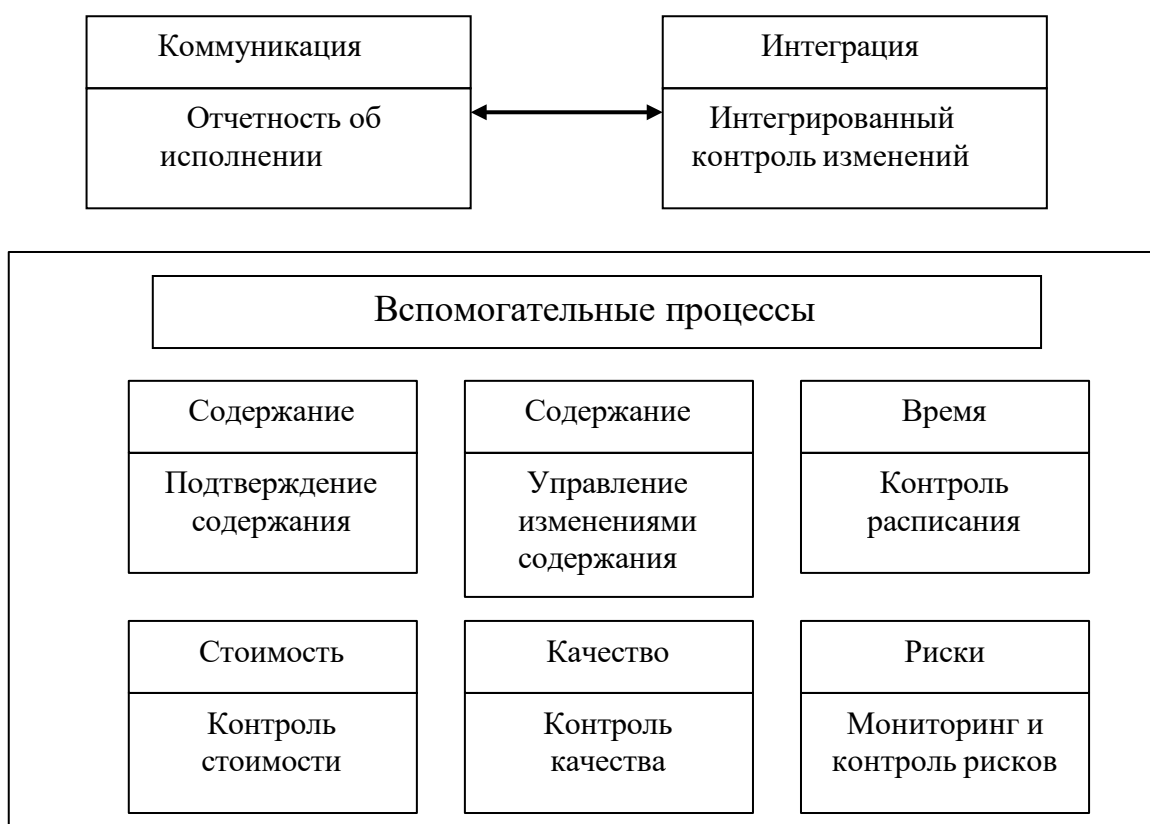 Коммуникация
Отчетность об
исполнении
Интеграция
Интегрированный
контроль изменений
Вспомогательные процессы
Содержание
Подтверждение
содержания
Содержание
Управление
изменениями
содержания
Время
Контроль
расписания
Стоимость
Контроль
стоимости
Качество
Контроль
качества
Риски
Мониторинг и
контроль рисков